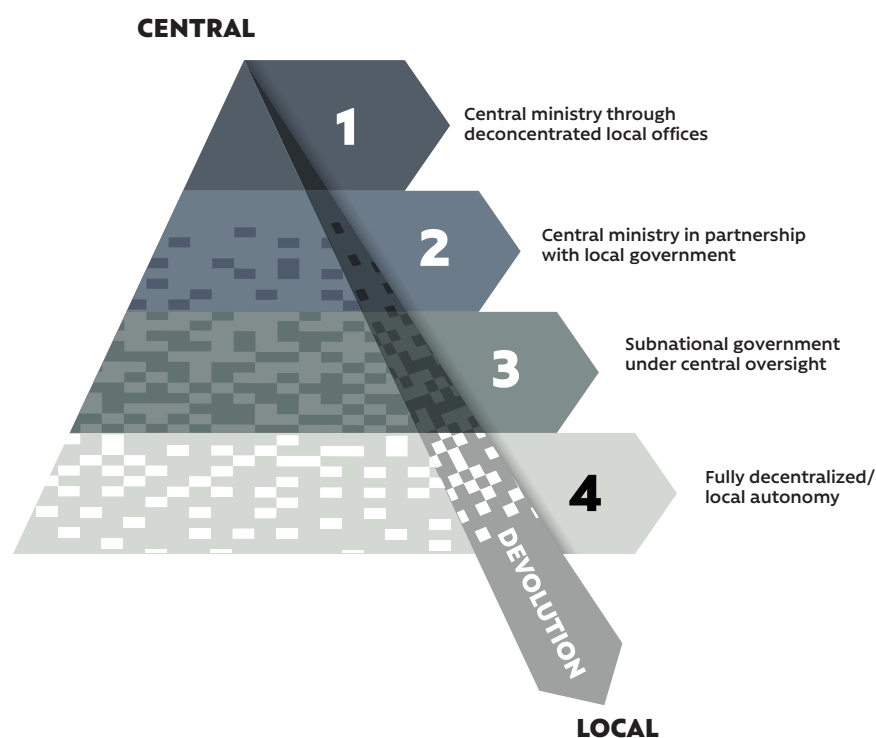 CENTRAL
1
Central ministry through
deconcentrated local offices
2
Central ministry in partnership
with local government
3
Subnational government
under central oversight
4
Fully decentralized/
local autonomy
DEVOLUTION
LOCAL